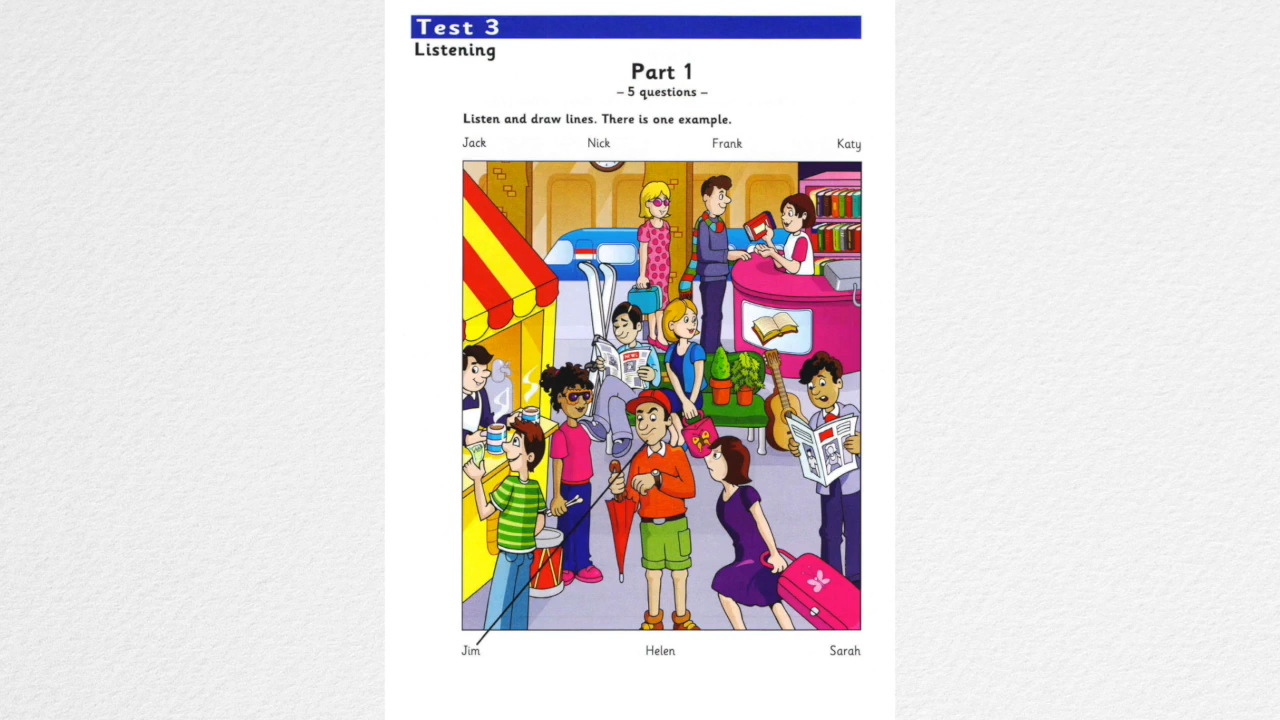 Test 3
Listening
Part 1
– 5 questions –
Listen and draw lines. There is one example.
Jack Nick Frank Katy
Jim Helen Sarah